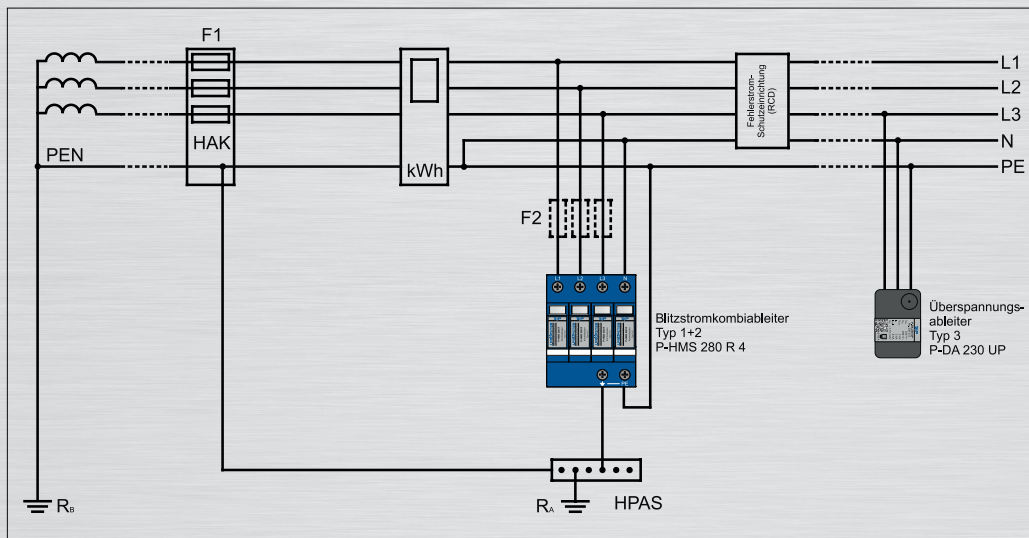 F1
L1
L2
L3
N
PE
Fehlerstrom-
Schutzeinrichtung
(RCD)
HAK
PEN
kWh
F2
L1 L2 L3 N
Blitzstromkombiableiter
Typ 1+2
P-HMS 280 R 4
PE
Überspannungs-
ableiter
Typ 3
P-DA 230 UP
RB
RA
HPAS